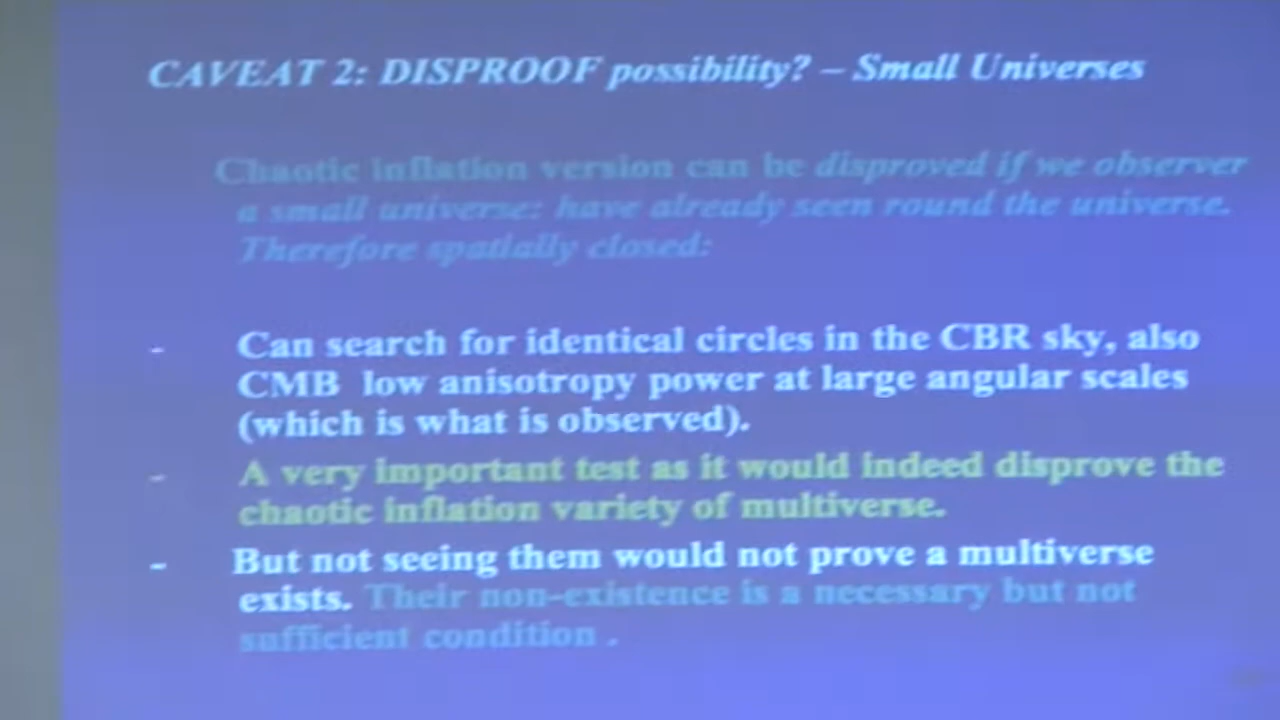 CAVEAT 2: DISPROOF possibility? – Small Universes
Chaotic inflation version can be disproved if we observer
a small universe: have already seen round the universe.
Therefore spatially closed:
- Can search for identical circles in the CBR sky, also
CMB low anisotropy power at large angular scales
(which is what is observed).
- A very important test as it would indeed disprove the
chaotic inflation variety of multiverse.
- But not seeing them would not prove a multiverse
exists. Their non-existence is a necessary but not
sufficient condition .